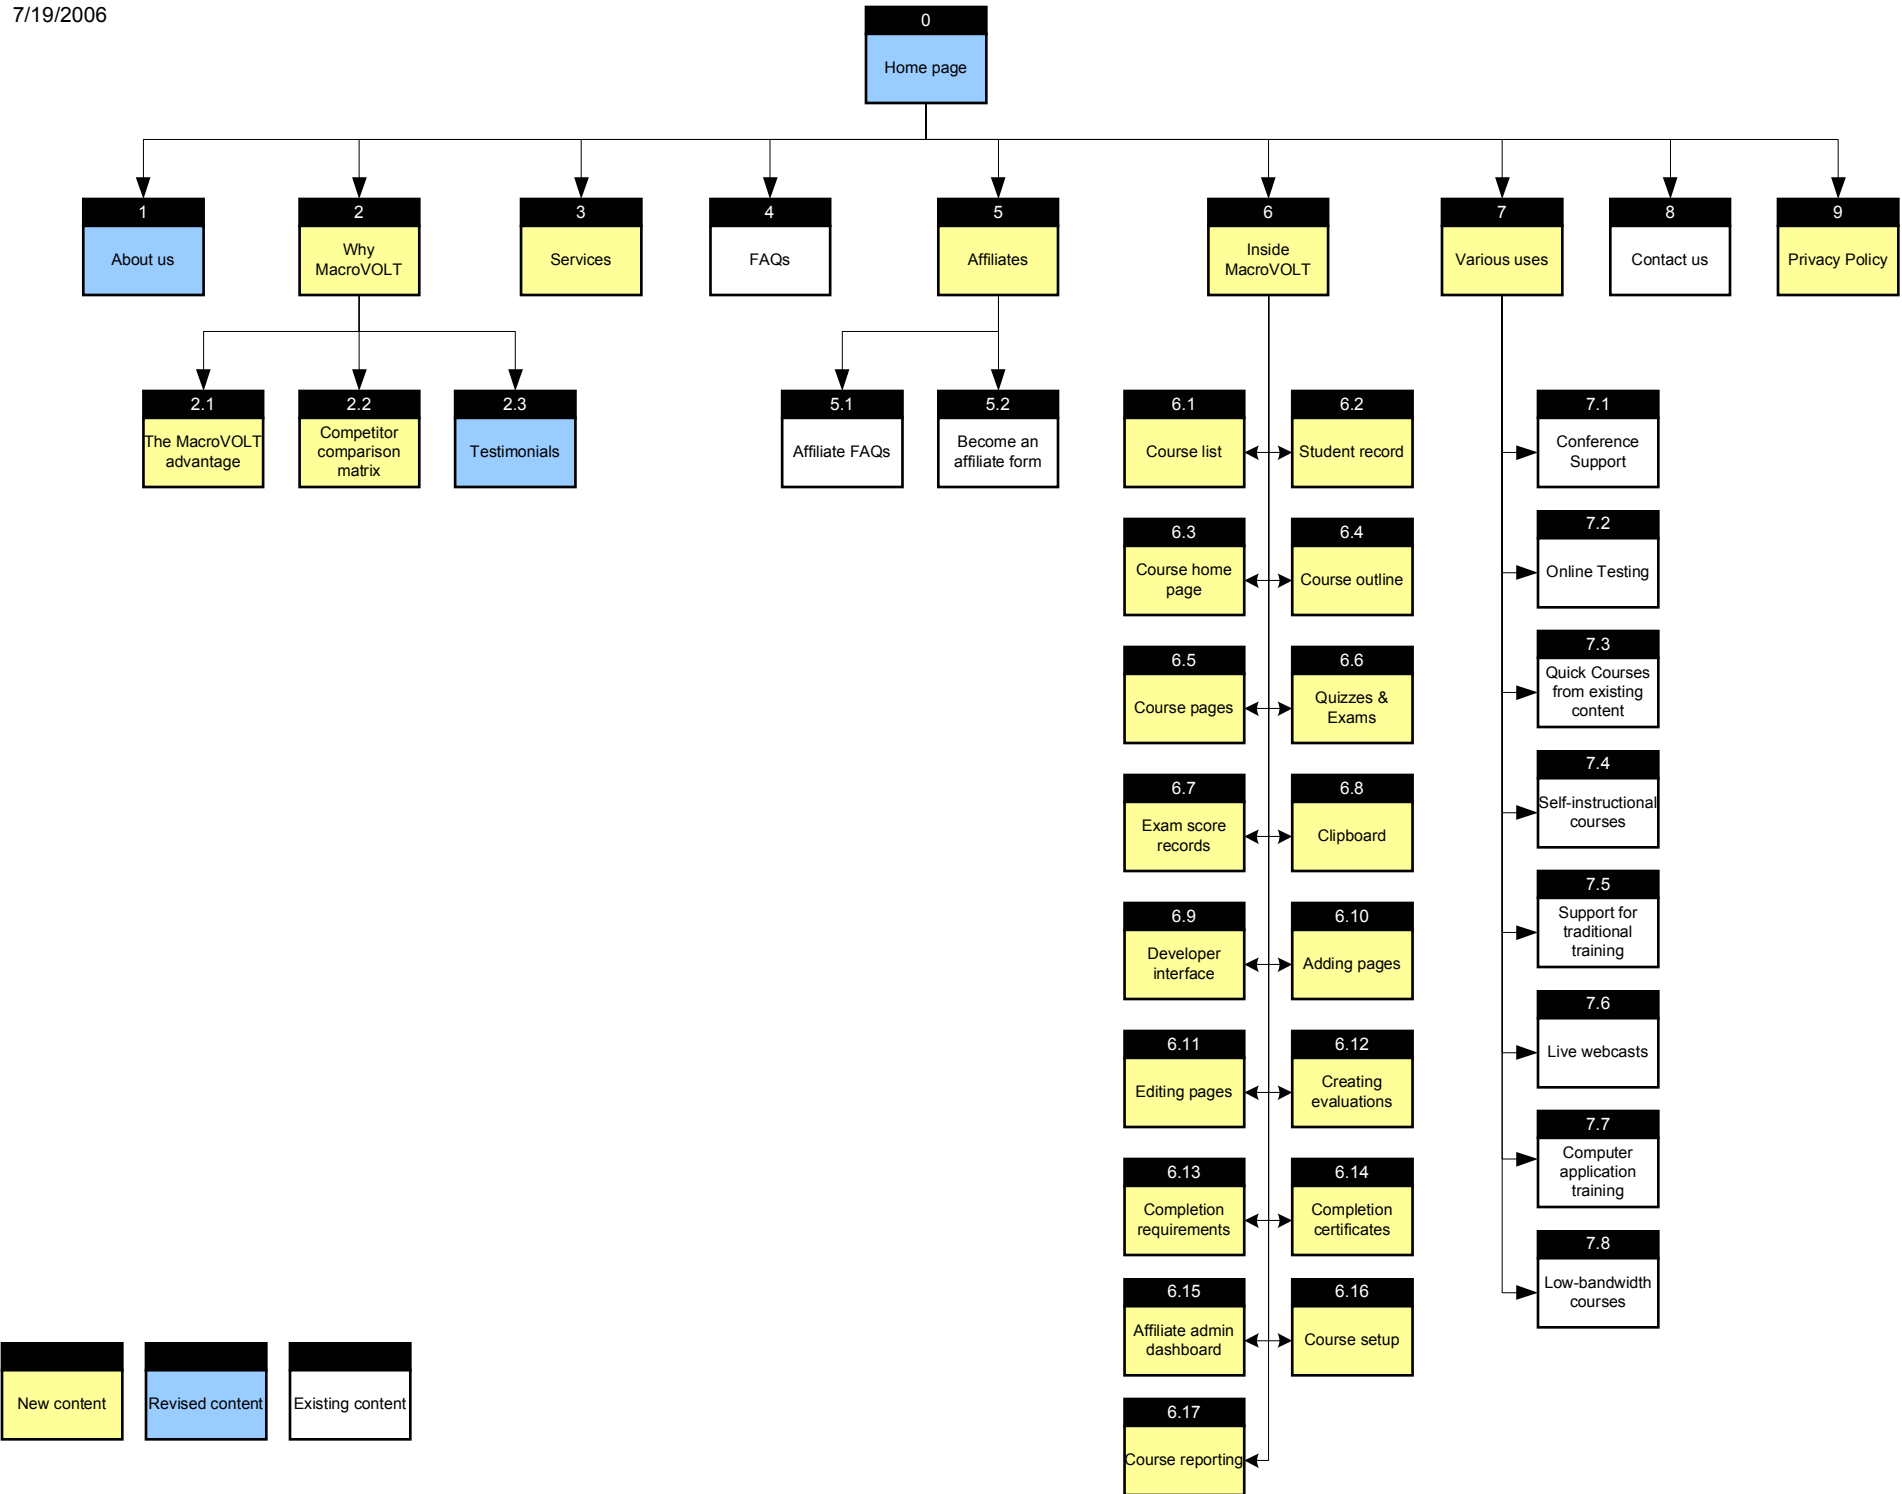 7/19/2006
0
Home page
1
About us
2
Why
MacroVOLT
3
Services
4
FAQs
5
Affiliates
6
Inside
MacroVOLT
7
Various uses
8
Contact us
9
Privacy Policy
2.1
The MacroVOLT
advantage
2.2
Competitor
comparison
matrix
2.3
Testimonials
5.1
Affiliate FAQs
5.2
Become an
affiliate form
6.1
Course list
6.2
Student record
6.3
Course home
page
6.4
Course outline
6.5
Course pages
6.6
Quizzes &
Exams
6.7
Exam score
records
6.8
Clipboard
6.9
Developer
interface
6.10
Adding pages
6.11
Editing pages
6.12
Creating
evaluations
6.13
Completion
requirements
6.14
Completion
certificates
6.15
Affiliate admin
dashboard
6.16
Course setup
6.17
Course reporting
7.1
Conference
Support
7.2
Online Testing
7.3
Quick Courses
from existing
content
7.4
Self-instructional
courses
7.5
Support for
traditional
training
7.6
Live webcasts
7.7
Computer
application
training
7.8
Low-bandwidth
courses
New content
Revised content
Existing content